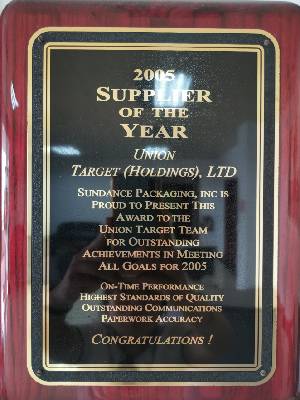 2005
SUPPLIER
OF THE
YEAR
UNION
TARGET (HOLDINGS), LTD
SUNDANCE PACKAGING, INC IS
PROUD TO PRESENT THIS
AWARD TO THE
UNION TARGET TEAM
FOR OUTSTANDING
ACHIEVEMENTS IN MEETING
ALL GOALS FOR 2005
ON-TIME PERFORMANCE
HIGHEST STANDARDS OF QUALITY
OUTSTANDING COMMUNICATIONS
PAPERWORK ACCURACY
CONGRATULATIONS !